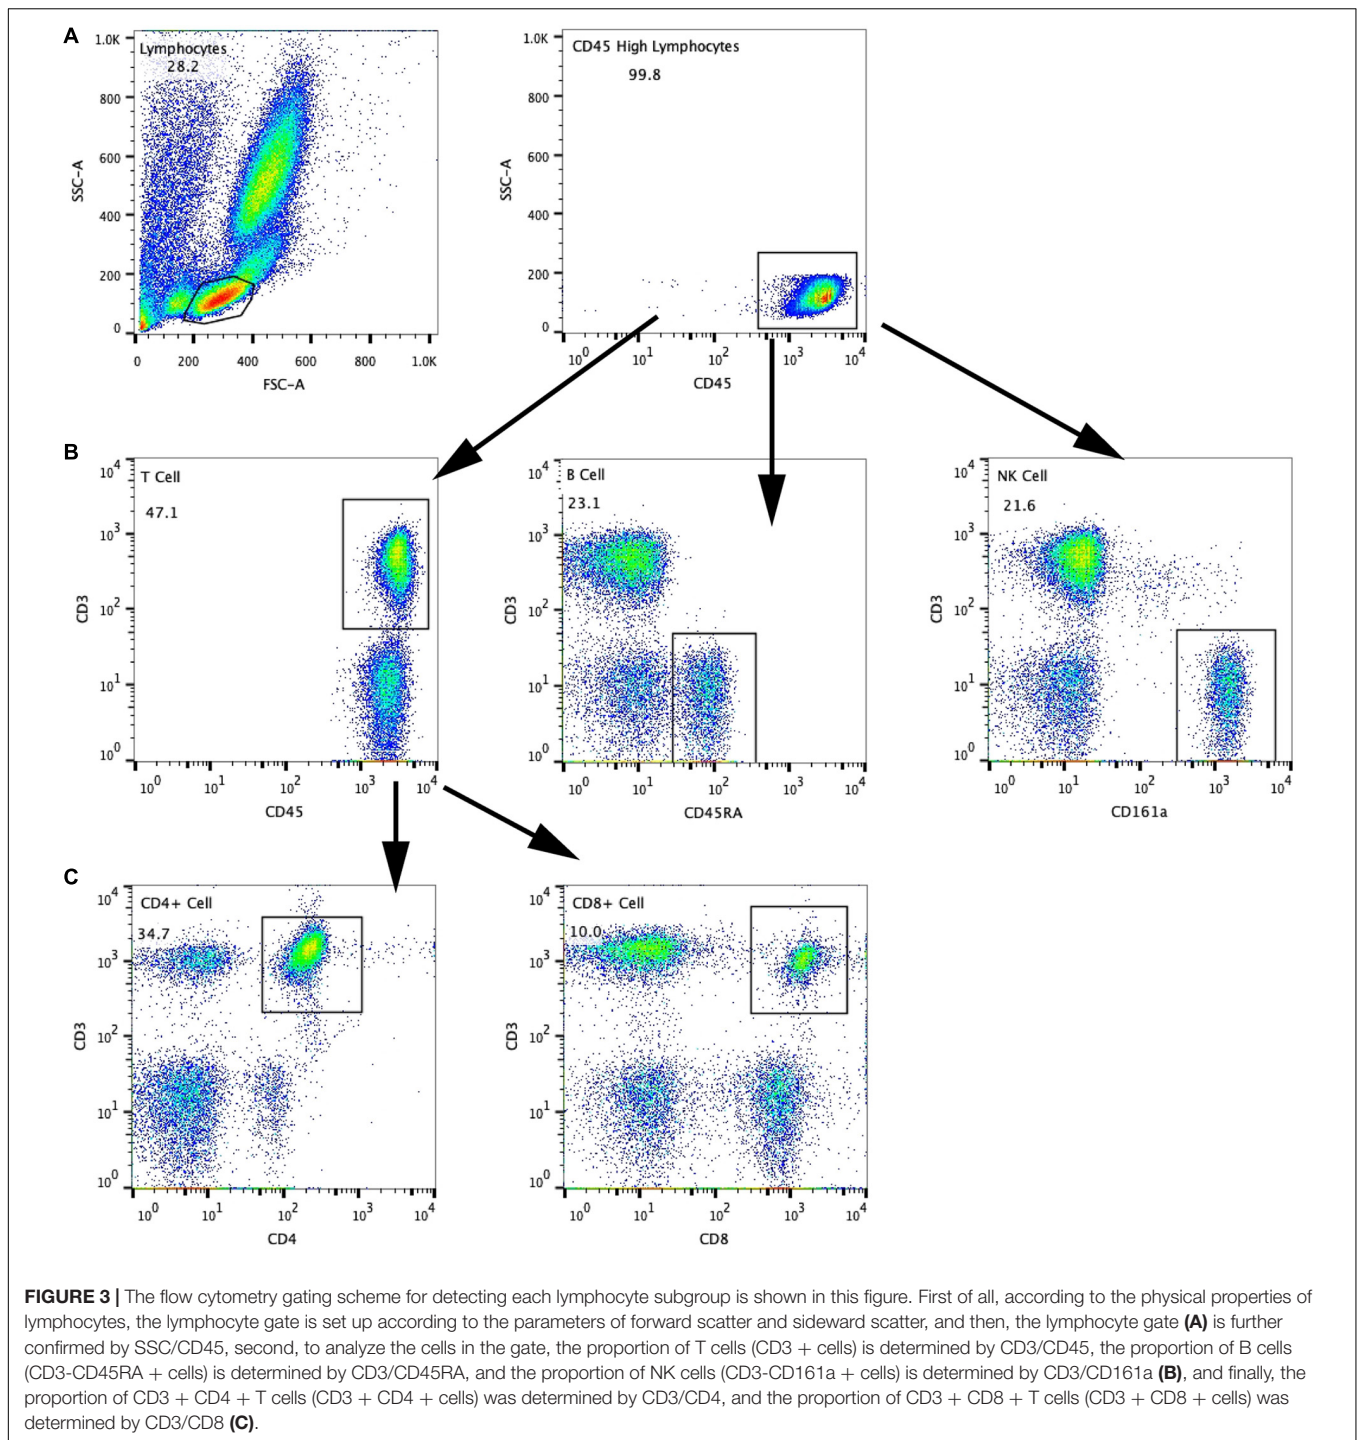 A
Lymphocytes
28.2
1.0K
800
600
400
200
0
SSC-A
0 200 400 600 800 1.0K
FSC-A
CD45 High Lymphocytes
99.8
1.0K
800
600
400
200
0
SSC-A
10^0 10^1 10^2 10^3 10^4
CD45
B
T Cell
47.1
10^4
10^3
10^2
10^1
10^0
CD3
10^0 10^1 10^2 10^3 10^4
CD45
B Cell
23.1
10^4
10^3
10^2
10^1
10^0
CD3
10^0 10^1 10^2 10^3 10^4
CD45RA
NK Cell
21.6
10^4
10^3
10^2
10^1
10^0
CD3
10^0 10^1 10^2 10^3 10^4
CD161a
C
CD4+ Cell
34.7
10^4
10^3
10^2
10^1
10^0
CD3
10^0 10^1 10^2 10^3 10^4
CD4
CD8+ Cell
10.0
10^4
10^3
10^2
10^1
10^0
CD3
10^0 10^1 10^2 10^3 10^4
CD8
FIGURE 3 | The flow cytometry gating scheme for detecting each lymphocyte subgroup is shown in this figure. First of all, according to the physical properties of
lymphocytes, the lymphocyte gate is set up according to the parameters of forward scatter and sideward scatter, and then, the lymphocyte gate (A) is further
confirmed by SSC/CD45, second, to analyze the cells in the gate, the proportion of T cells (CD3 + cells) is determined by CD3/CD45, the proportion of B cells
(CD3-CD45RA + cells) is determined by CD3/CD45RA, and the proportion of NK cells (CD3-CD161a + cells) is determined by CD3/CD161a (B), and finally, the
proportion of CD3 + CD4 + T cells (CD3 + CD4 + cells) was determined by CD3/CD4, and the proportion of CD3 + CD8 + T cells (CD3 + CD8 + cells) was
determined by CD3/CD8 (C).